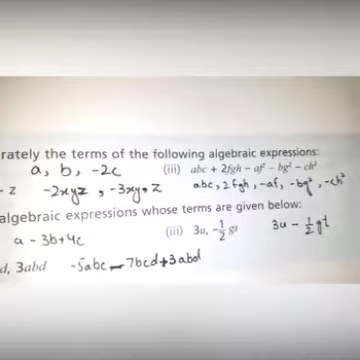 rately the terms of the following algebraic expressions:
a, b, -2c (iii) abc + 2fgh − af² − bg² − ch²
- z -2xyz, -3xy, z abc, 2fgh, -af, -bg², -ch²
algebraic expressions whose terms are given below:
a - 3b+4c (iii) 3u, −½ gt 3u - ½gt
d, 3abd -5abc - 7bcd+3abd